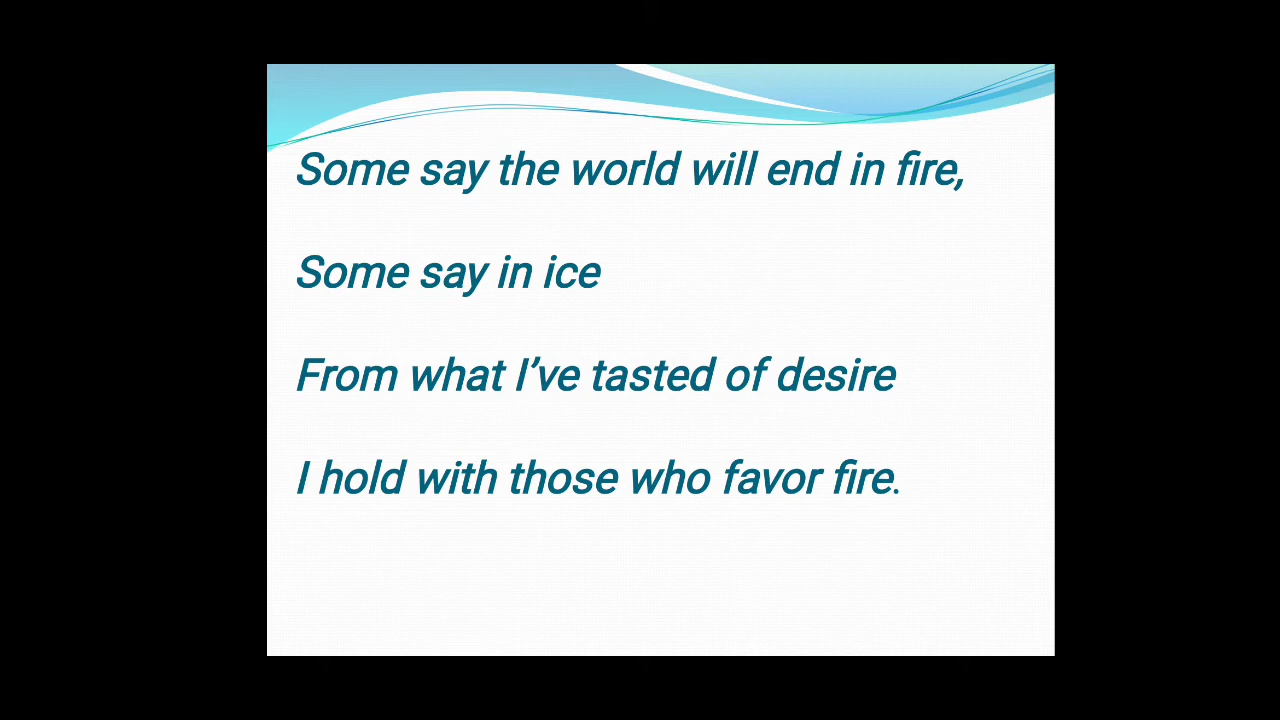 Some say the world will end in fire,
Some say in ice
From what I’ve tasted of desire
I hold with those who favor fire.